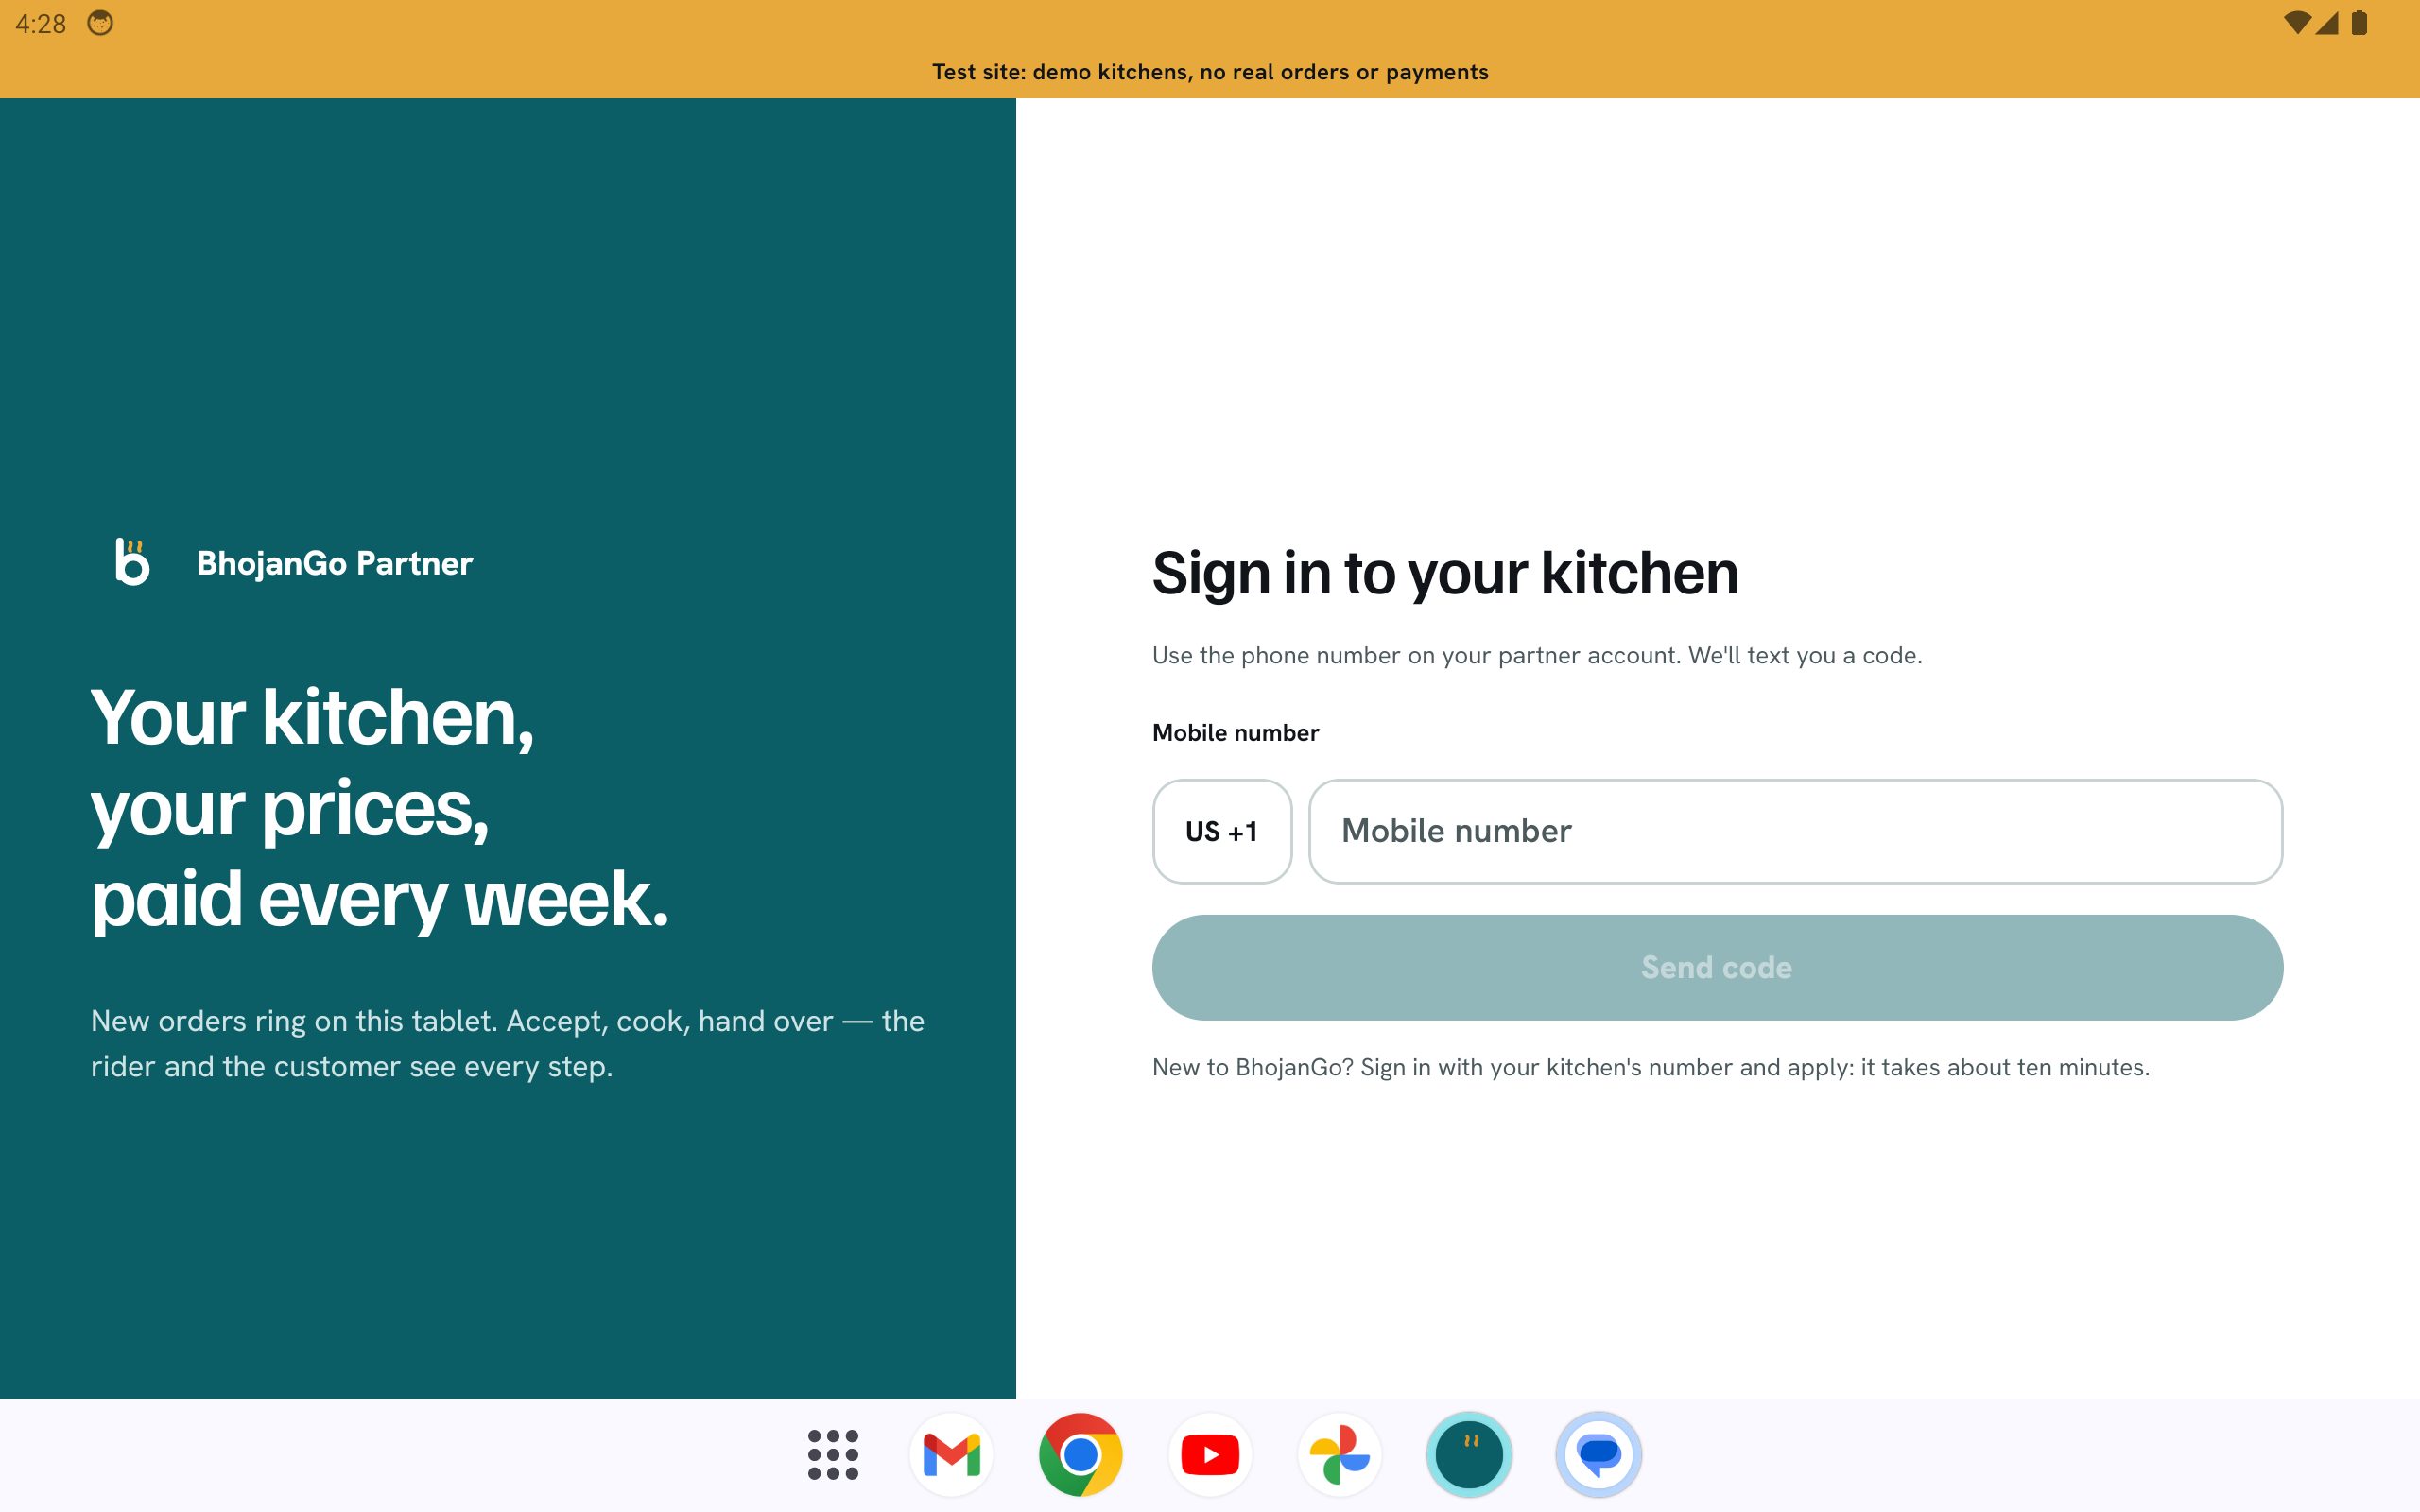 4:28
Test site: demo kitchens, no real orders or payments
BhojanGo Partner
Your kitchen,
your prices,
paid every week.
New orders ring on this tablet. Accept, cook, hand over — the
rider and the customer see every step.
Sign in to your kitchen
Use the phone number on your partner account. We'll text you a code.
Mobile number
US +1
Mobile number
Send code
New to BhojanGo? Sign in with your kitchen's number and apply: it takes about ten minutes.